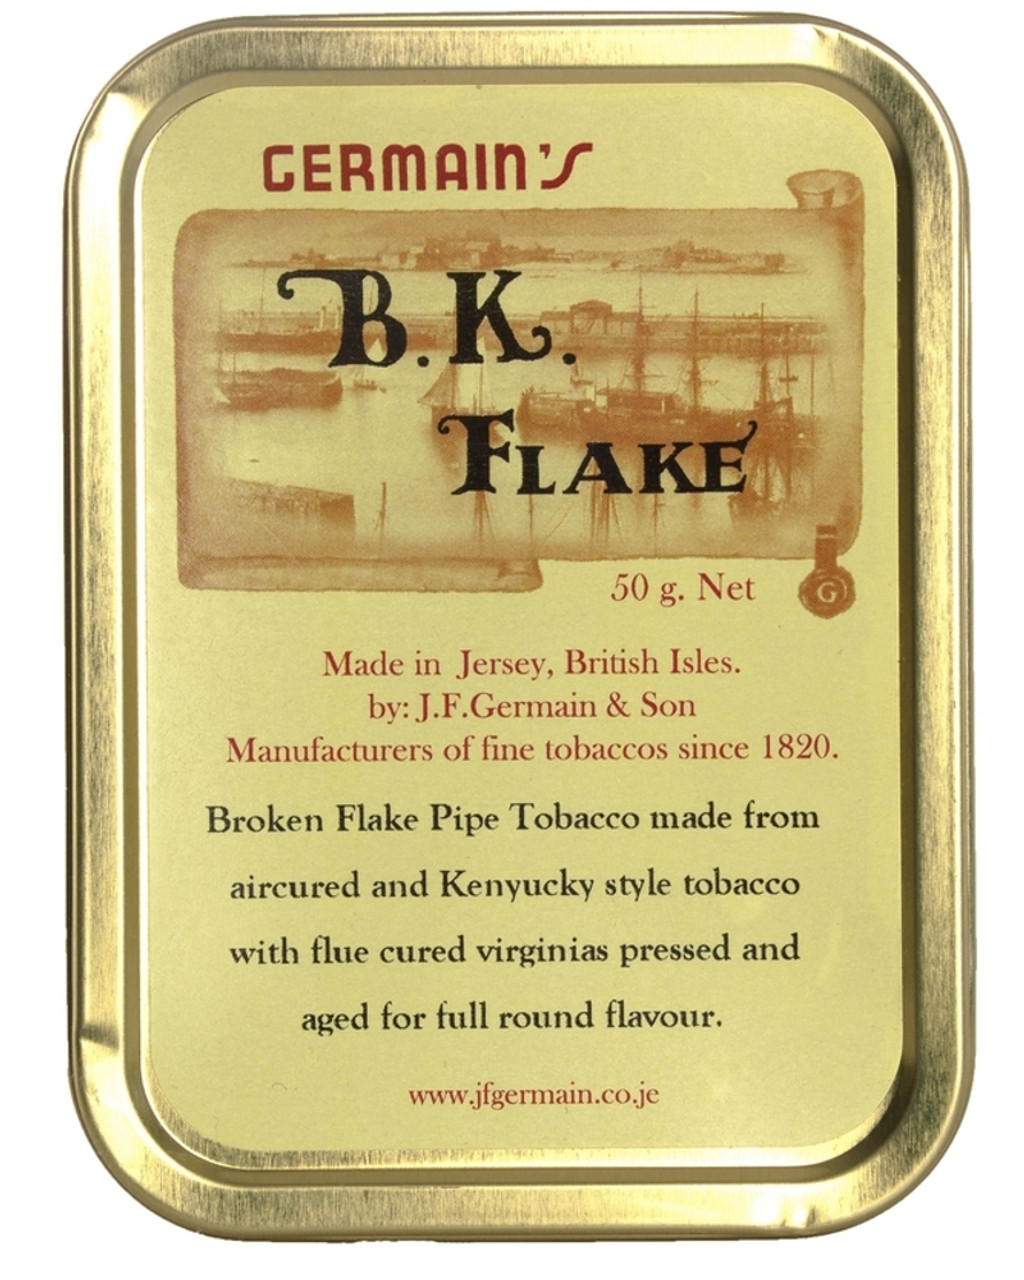 GERMAIN'S
B.K.
FLAKE
50 g. Net
G
Made in Jersey, British Isles.
by: J.F.Germain & Son
Manufacturers of fine tobaccos since 1820.
Broken Flake Pipe Tobacco made from
aircured and Kenyucky style tobacco
with flue cured virginias pressed and
aged for full round flavour.
www.jfgermain.co.je